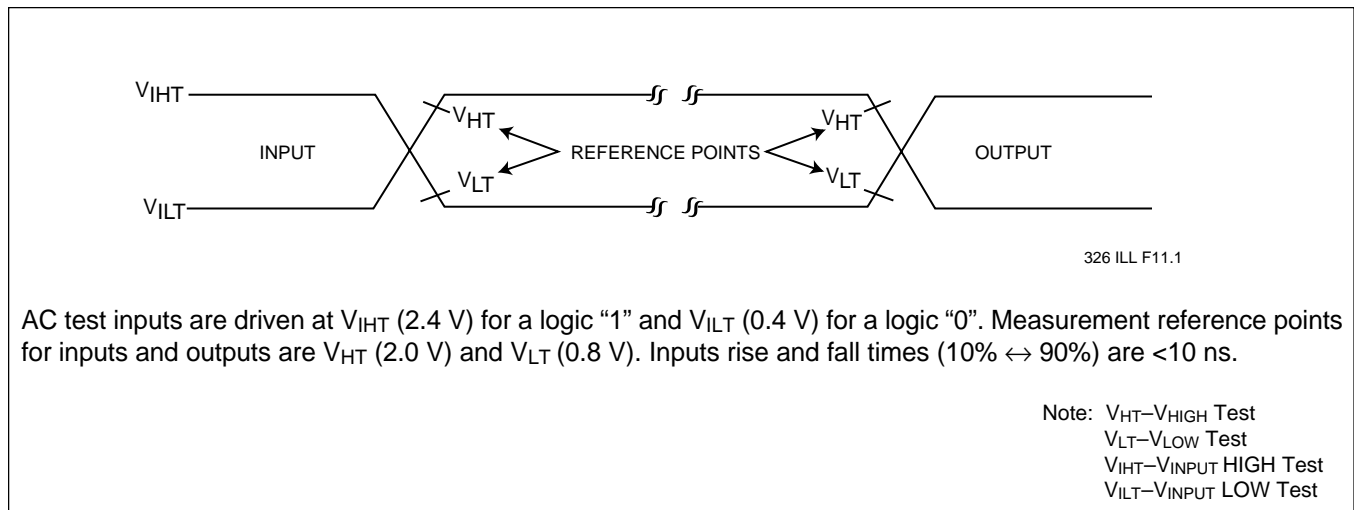 VIHT
VHT
VHT
INPUT
REFERENCE POINTS
OUTPUT
VLT
VLT
VILT
326 ILL F11.1
AC test inputs are driven at VIHT (2.4 V) for a logic “1” and VILT (0.4 V) for a logic “0”. Measurement reference points
for inputs and outputs are VHT (2.0 V) and VLT (0.8 V). Inputs rise and fall times (10% ↔ 90%) are <10 ns.
Note: VHT–VHIGH Test
VLT–VLOW Test
VIHT–VINPUT HIGH Test
VILT–VINPUT LOW Test